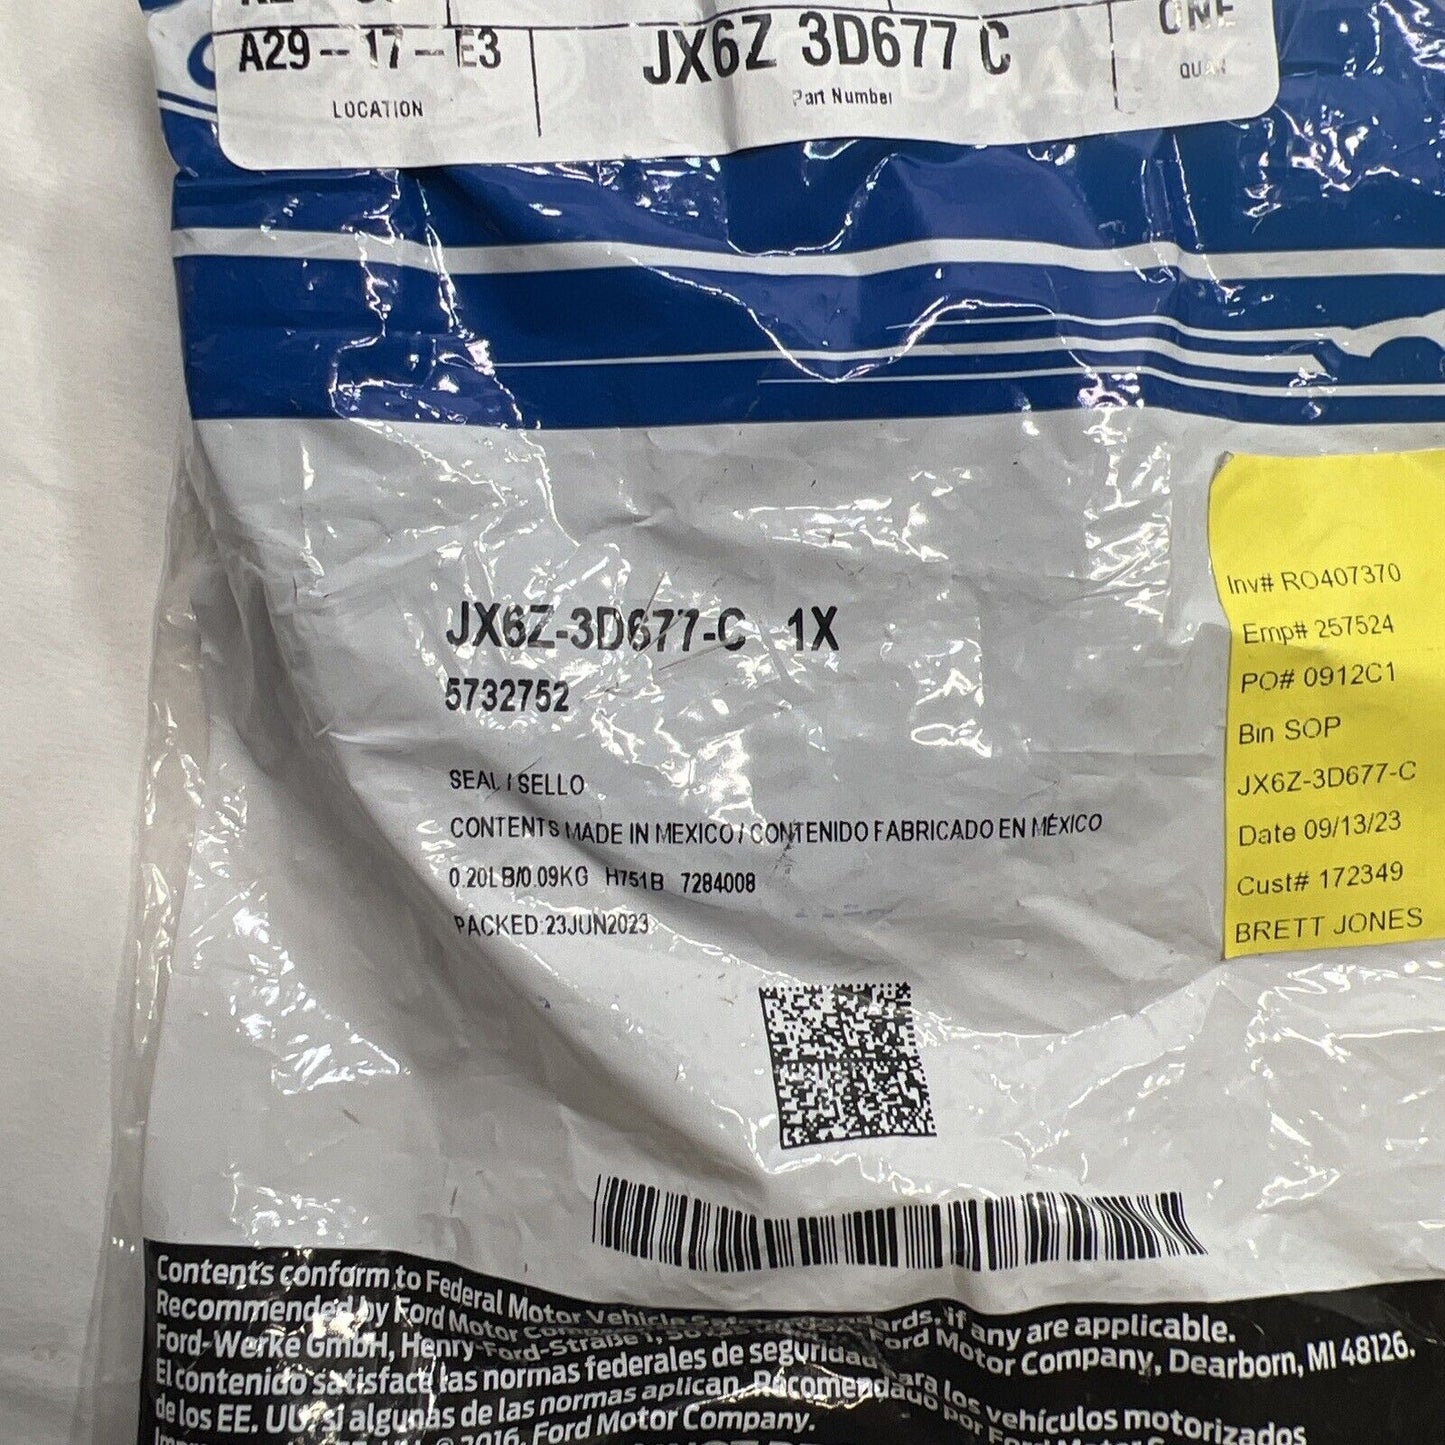 A29-17-E3
JX6Z 3D677 C
ONE
LOCATION
Part Number
JX6Z-3D677-C 1X
5732752
SEAL / SELLO
CONTENTS MADE IN MEXICO / CONTENIDO FABRICADO EN MÉXICO
0.20LB/0.09KG H751B 7284008
PACKED:23JUN2023
Inv# RO407370
Emp# 257524
PO# 0912C1
Bin SOP
JX6Z-3D677-C
Date 09/13/23
Cust# 172349
BRETT JONES
Contents conform to Federal Motor Vehicle if any are applicable.
Recommended by Ford Motor Ford Motor Company, Dearborn, MI 48126.
Ford-Werke GmbH, Henry-Ford-Straße 1,
El contenido satisface las normas federales de seguridad para los vehículos motorizados
de los EE. UU., si algunas de las normas aplican. Recomendado por
2016, Ford Motor Company.